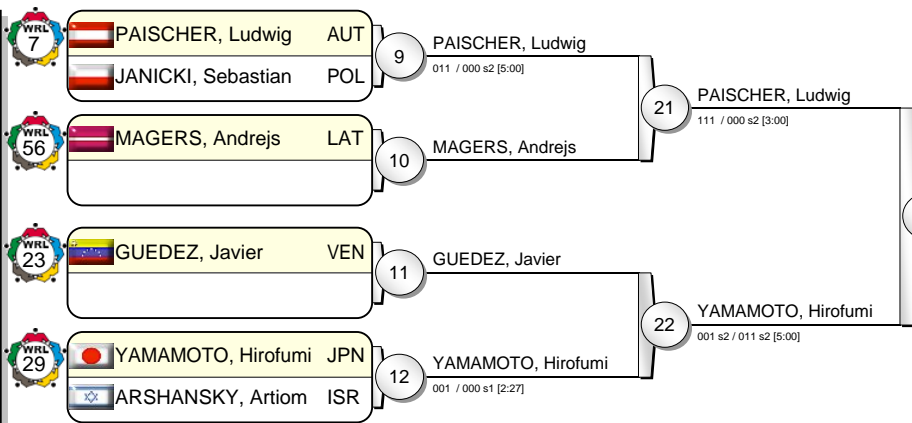 WRL
7
PAISCHER, Ludwig AUT
JANICKI, Sebastian POL
9
PAISCHER, Ludwig
011 / 000 s2 [5:00]
21
PAISCHER, Ludwig
111 / 000 s2 [3:00]
WRL
56
MAGERS, Andrejs LAT
10
MAGERS, Andrejs
WRL
23
GUEDEZ, Javier VEN
11
GUEDEZ, Javier
22
YAMAMOTO, Hirofumi
001 s2 / 011 s2 [5:00]
WRL
29
YAMAMOTO, Hirofumi JPN
ARSHANSKY, Artiom ISR
12
YAMAMOTO, Hirofumi
001 / 000 s1 [2:27]